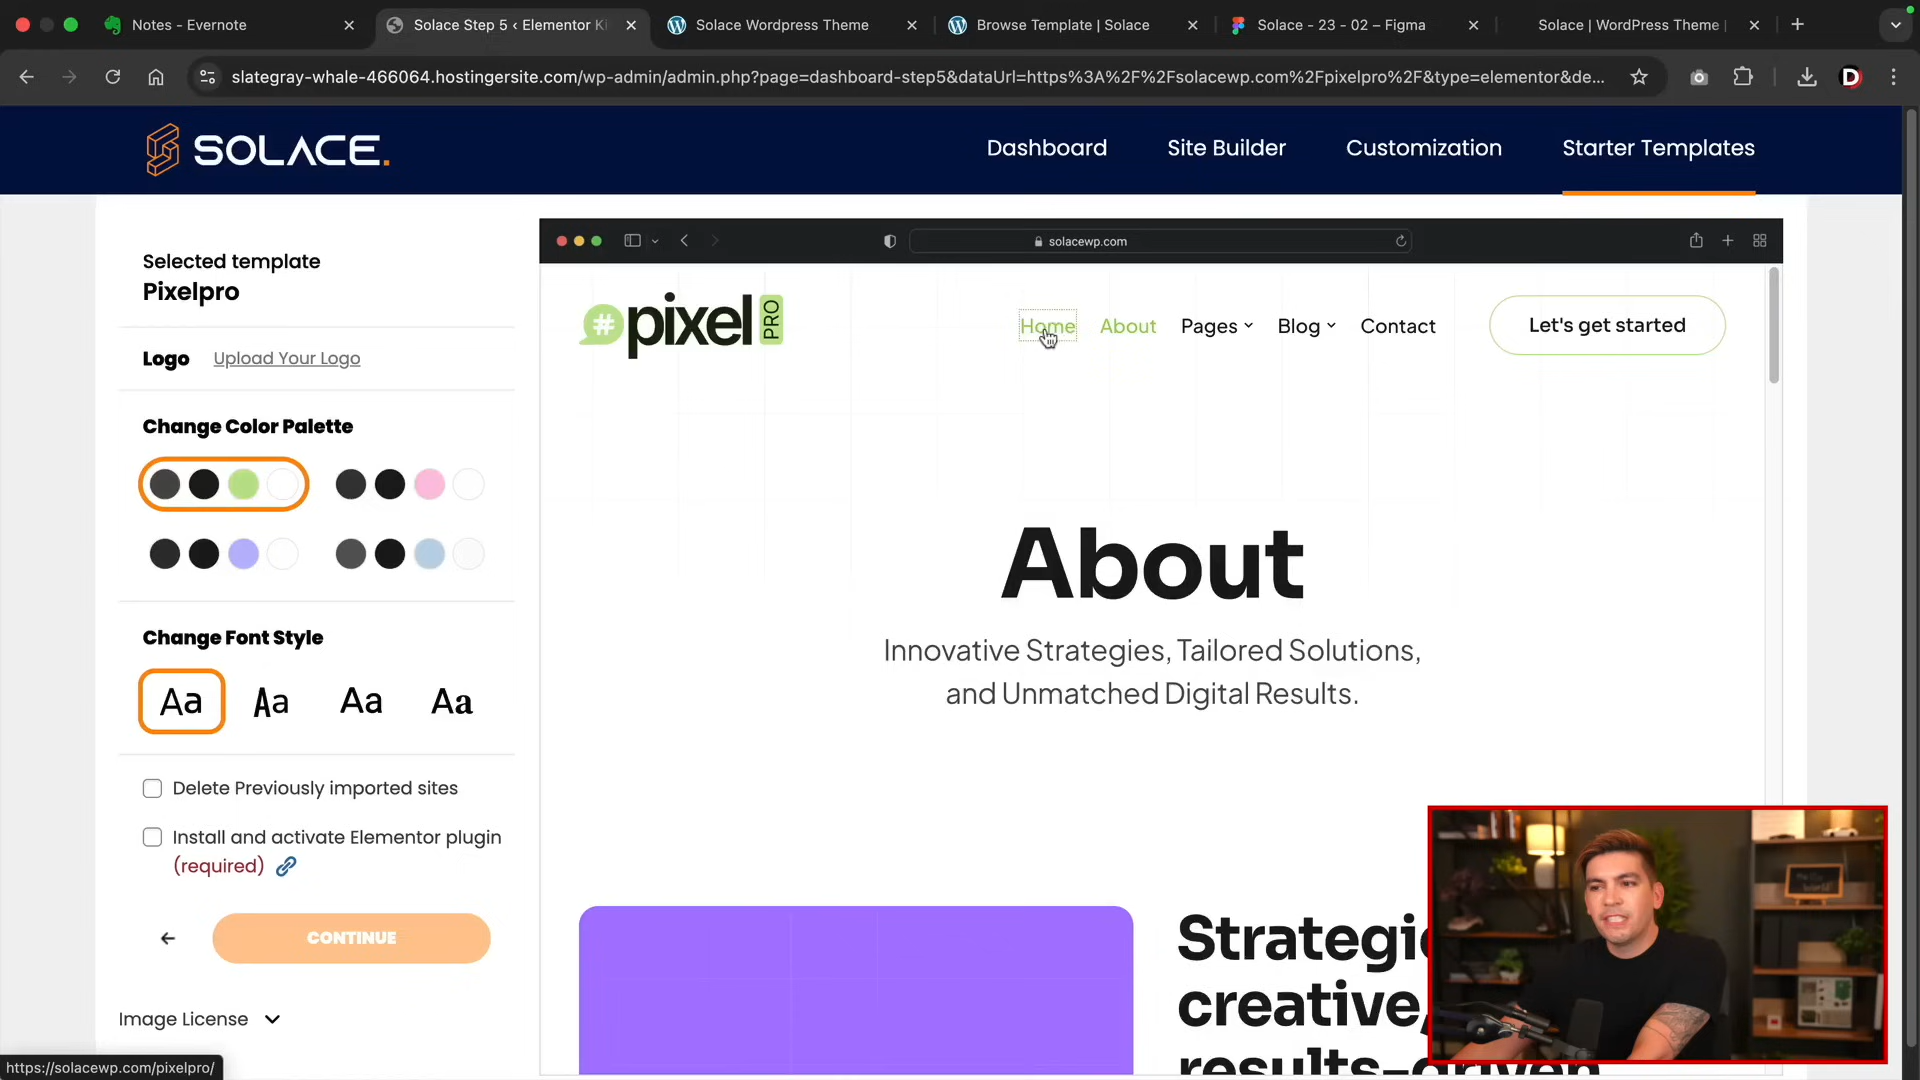 Notes - Evernote
Solace Step 5 ‹ Elementor Ki
Solace Wordpress Theme
Browse Template | Solace
Solace - 23 - 02 – Figma
Solace | WordPress Theme |
slategray-whale-466064.hostingersite.com/wp-admin/admin.php?page=dashboard-step5&dataUrl=https%3A%2F%2Fsolacewp.com%2Fpixelpro%2F&type=elementor&de...
SOLACE.
Dashboard
Site Builder
Customization
Starter Templates
Selected template
Pixelpro
Logo
Upload Your Logo
Change Color Palette
Change Font Style
Aa Aa Aa Aa
Delete Previously imported sites
Install and activate Elementor plugin
(required)
CONTINUE
Image License
solacewp.com
#pixel PRO
Home
About
Pages
Blog
Contact
Let's get started
About
Innovative Strategies, Tailored Solutions,
and Unmatched Digital Results.
Strategic
creative,
results-driven
https://solacewp.com/pixelpro/